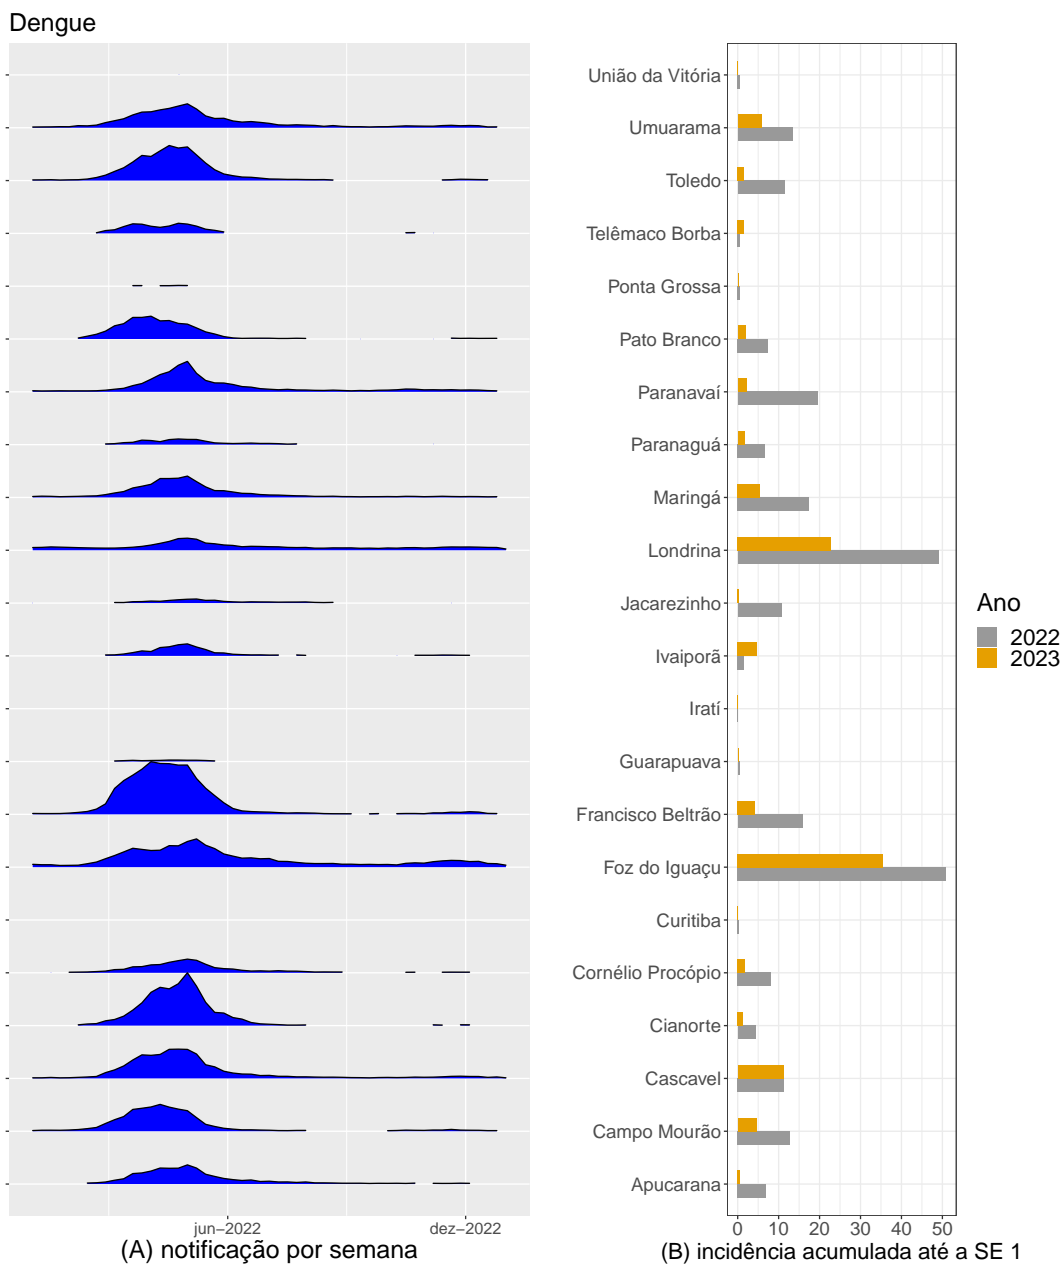 Dengue
União da Vitória
Umuarama
Toledo
Telêmaco Borba
Ponta Grossa
Pato Branco
Paranavaí
Paranaguá
Maringá
Londrina
Jacarezinho
Ivaiporã
Iratí
Guarapuava
Francisco Beltrão
Foz do Iguaçu
Curitiba
Cornélio Procópio
Cianorte
Cascavel
Campo Mourão
Apucarana
Ano
2022
2023
jun−2022 dez−2022
0 10 20 30 40 50
(A) notificação por semana
(B) incidência acumulada até a SE 1